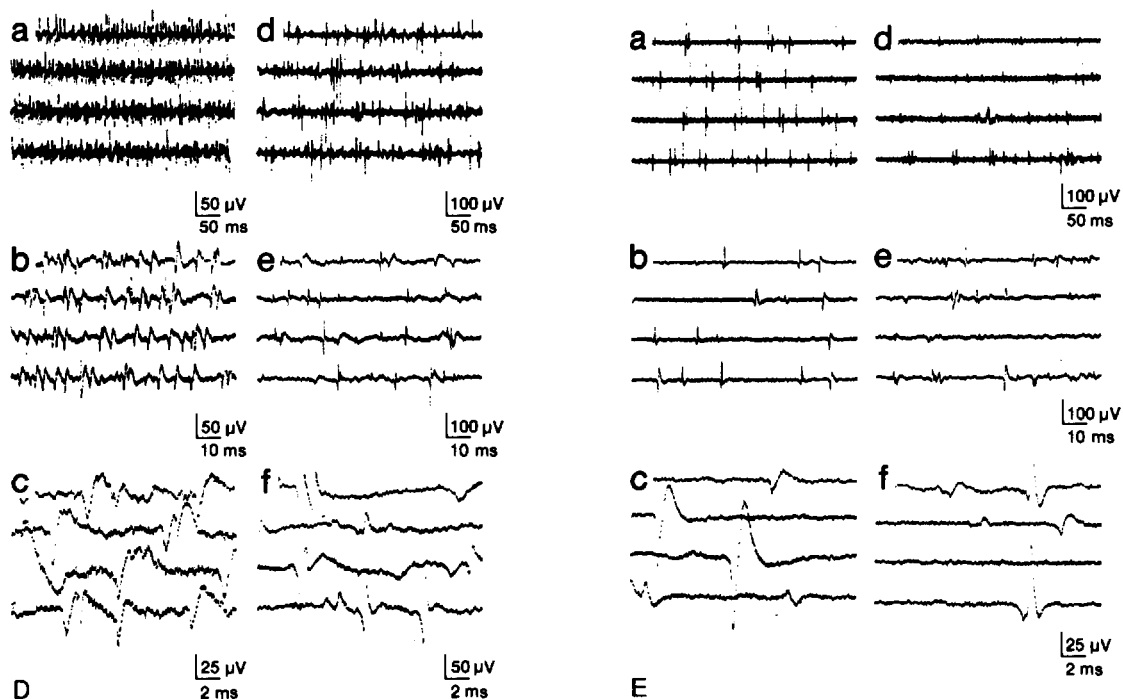 a d
50 µV 100 µV
50 ms 50 ms
b e
50 µV 100 µV
10 ms 10 ms
c f
25 µV 50 µV
2 ms 2 ms
D
a d
100 µV
50 ms
b e
100 µV
10 ms
c f
25 µV
2 ms
E